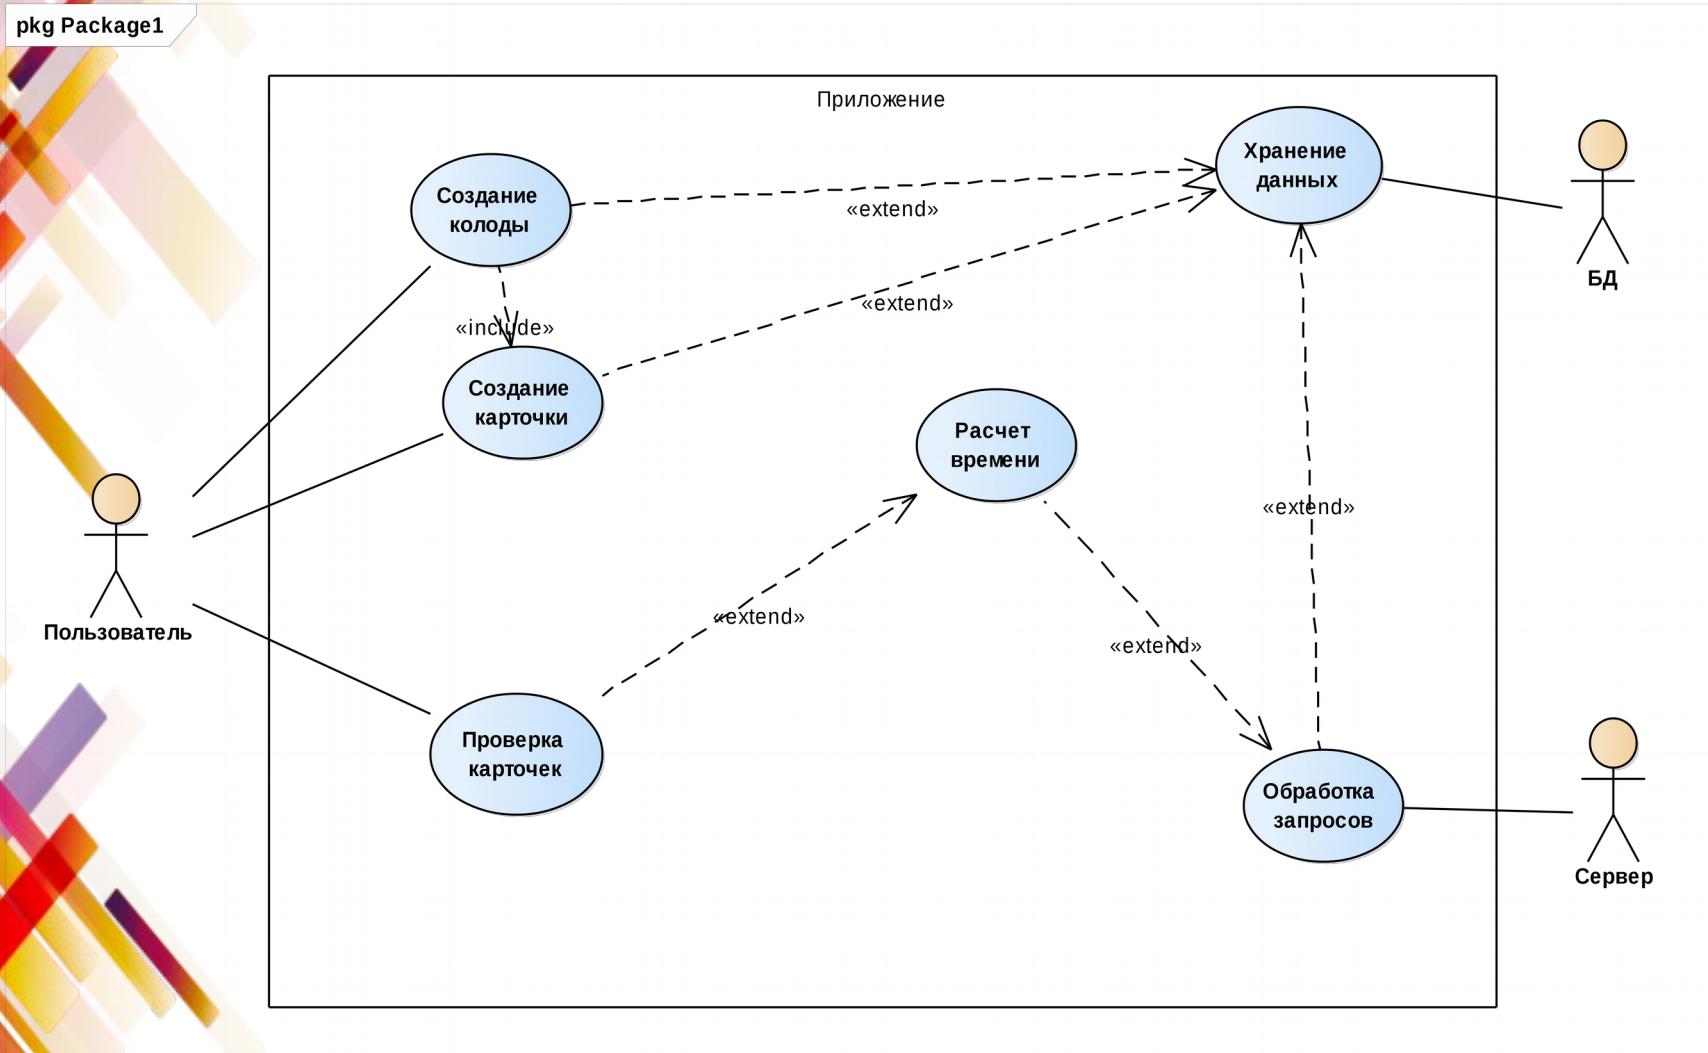 pkg Package1
Приложение
Создание
колоды
Хранение
данных
«extend»
БД
«include»
«extend»
Создание
карточки
Расчет
времени
«extend»
Пользователь
«extend»
«extend»
Проверка
карточек
Обработка
запросов
Сервер